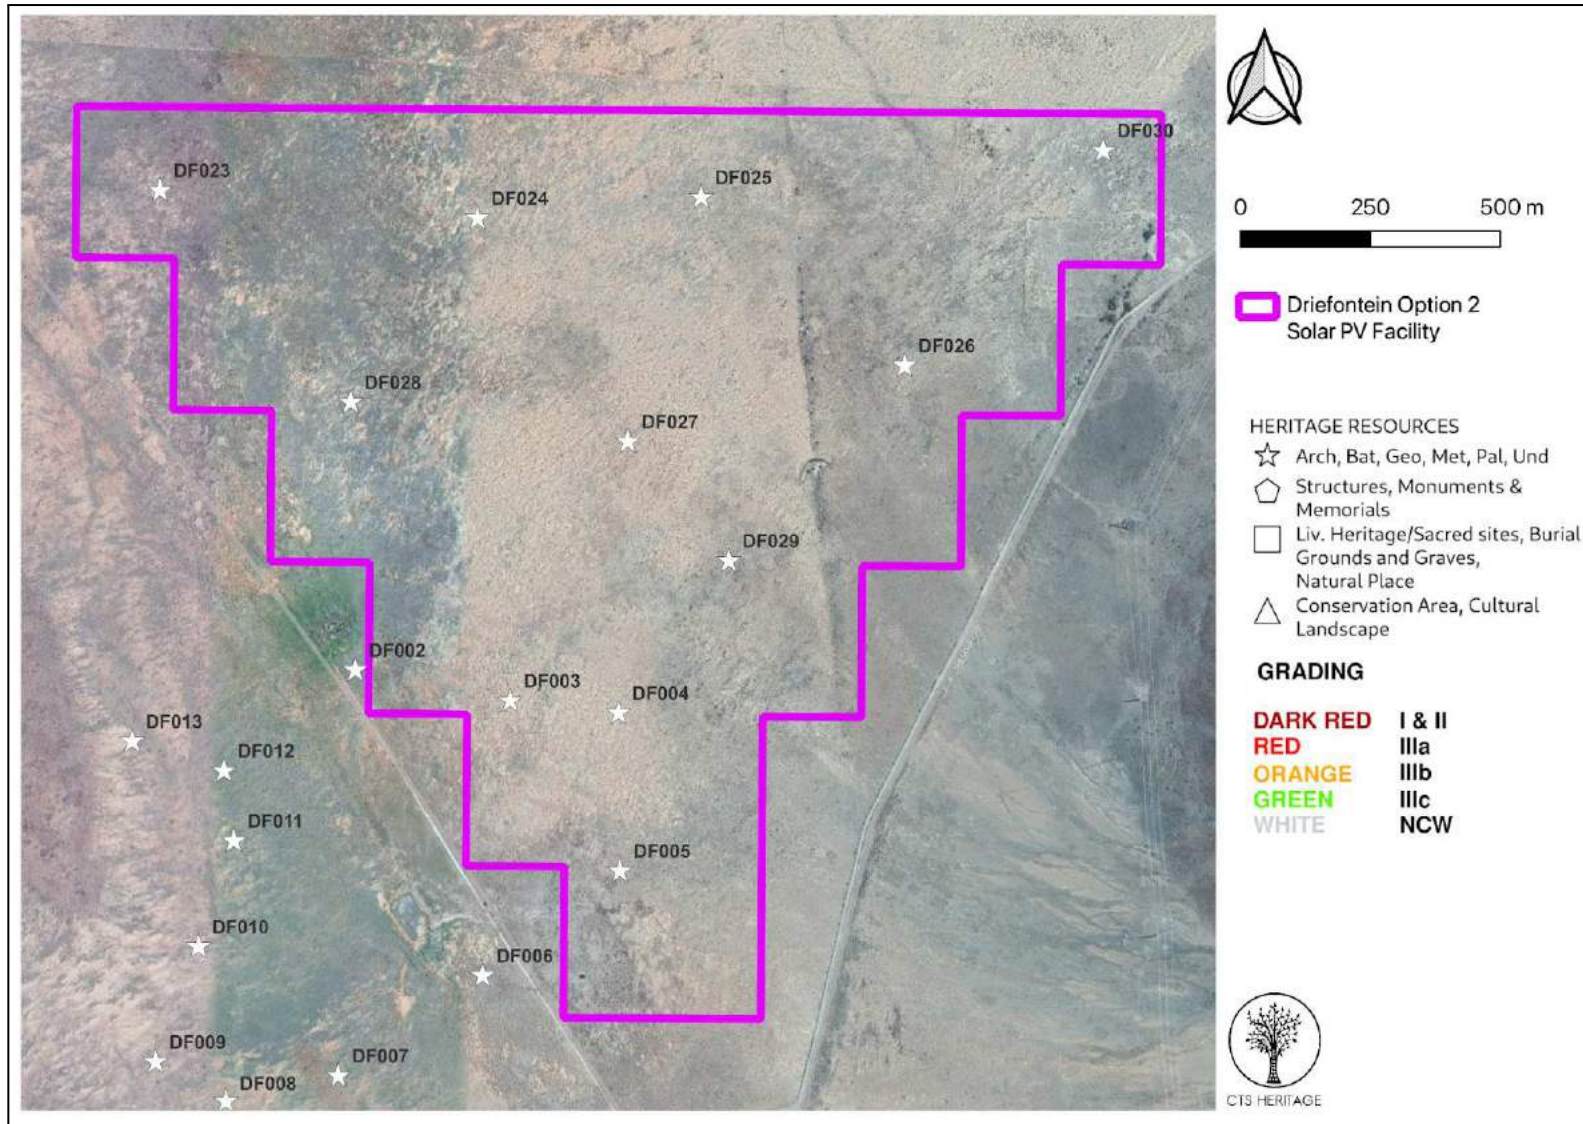 DF030
DF023
DF025
DF024
DF026
DF028
DF027
DF029
DF002
DF003
DF004
DF013
DF012
DF011
DF005
DF010
DF006
DF009
DF007
DF008
0 250 500 m
Driefontein Option 2
Solar PV Facility
HERITAGE RESOURCES
Arch, Bat, Geo, Met, Pal, Und
Structures, Monuments &
Memorials
Liv. Heritage/Sacred sites, Burial
Grounds and Graves,
Natural Place
Conservation Area, Cultural
Landscape
GRADING
DARK RED I & II
RED IIIa
ORANGE IIIb
GREEN IIIc
WHITE NCW
CTS HERITAGE